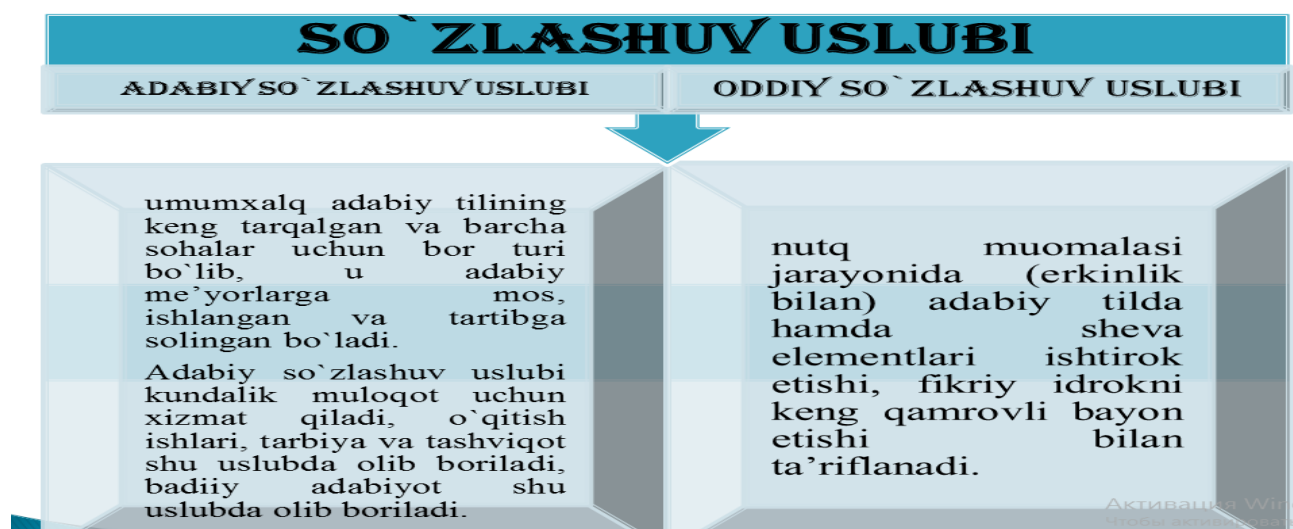 SO`ZLASHUV USLUBI
ADABIY SO`ZLASHUV USLUBI
ODDIY SO`ZLASHUV USLUBI
umumxalq adabiy tilining
keng tarqalgan va barcha
sohalar uchun bor turi
bo`lib, u adabiy
me’yorlarga mos,
ishlangan va tartibga
solingan bo`ladi.
Adabiy so`zlashuv uslubi
kundalik muloqot uchun
xizmat qiladi, o`qitish
ishlari, tarbiya va tashviqot
shu uslubda olib boriladi,
badiiy adabiyot shu
uslubda olib boriladi.
nutq muomalasi
jarayonida (erkinlik
bilan) adabiy tilda
hamda sheva
elementlari ishtirok
etishi, fikriy idrokni
keng qamrovli bayon
etishi bilan
ta’riflanadi.
Активация Win
Чтобы активировать